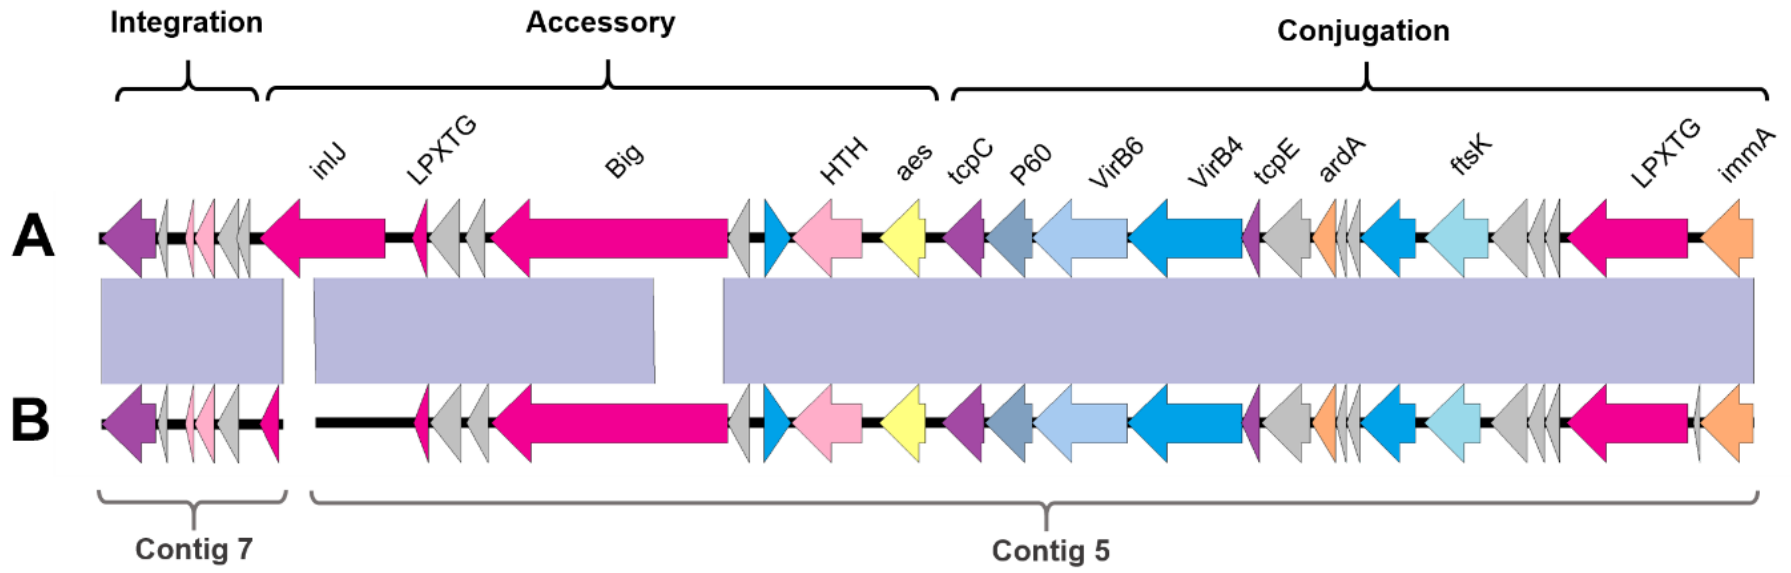 Integration
Accessory
Conjugation
inlJ
LPXTG
Big
HTH
aes
tcpC
P60
VirB6
VirB4
tcpE
ardA
ftsK
LPXTG
immA
A
B
Contig 7
Contig 5